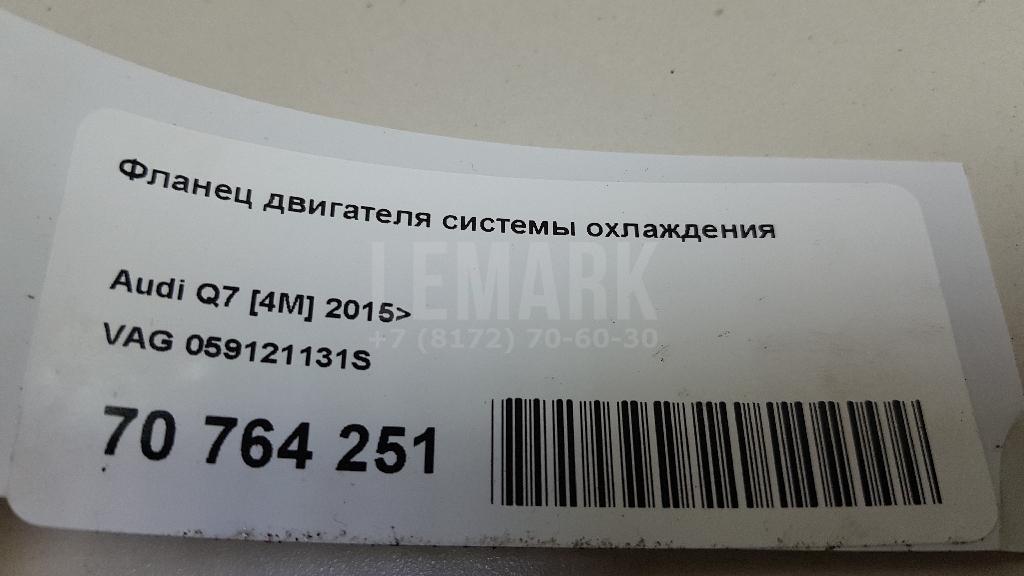 Фланец двигателя системы охлаждения
LEMARK
Audi Q7 [4M] 2015>
+7 (8172) 70-60-30
VAG 059121131S
70 764 251